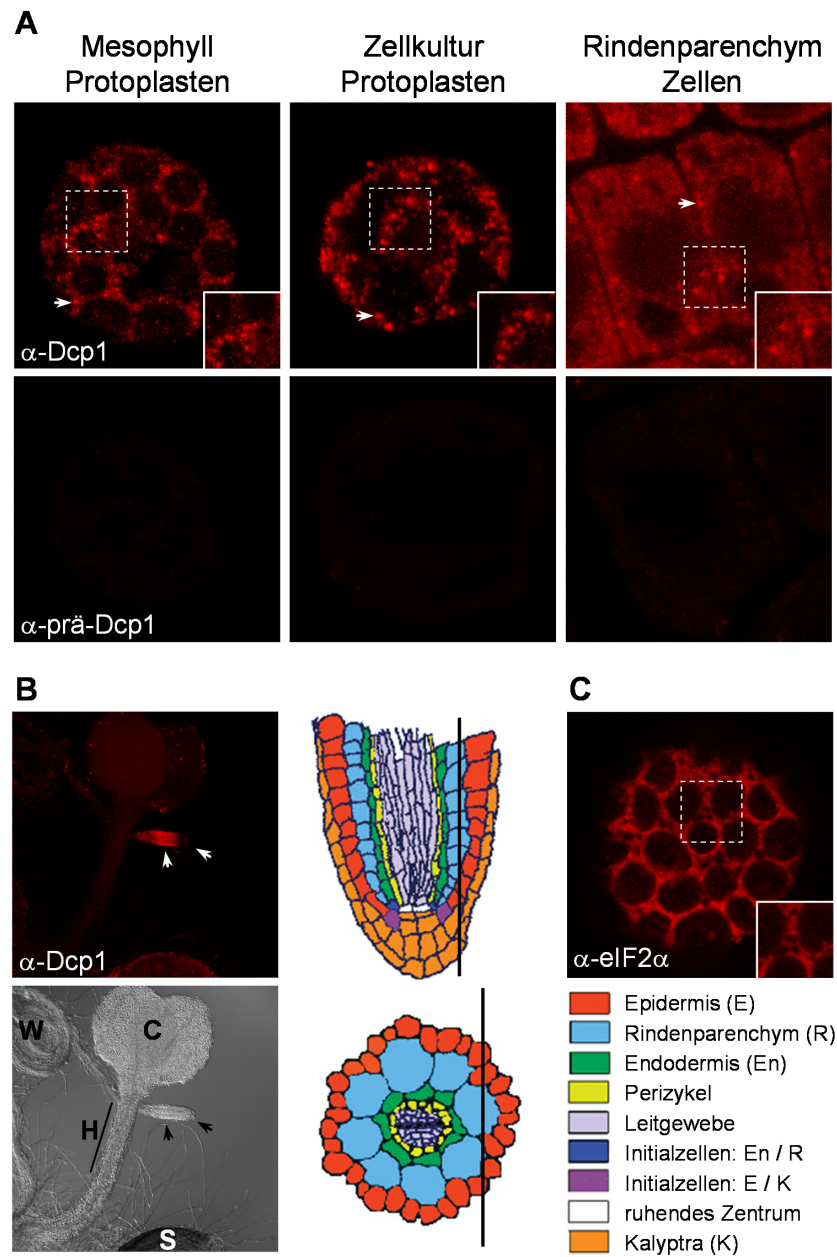 A
Mesophyll
Protoplasten
Zellkultur
Protoplasten
Rindenparenchym
Zellen
α-Dcp1
α-prä-Dcp1
B
C
α-Dcp1
α-eIF2α
W
C
H
S
Epidermis (E)
Rindenparenchym (R)
Endodermis (En)
Perizykel
Leitgewebe
Initialzellen: En / R
Initialzellen: E / K
ruhendes Zentrum
Kalyptra (K)